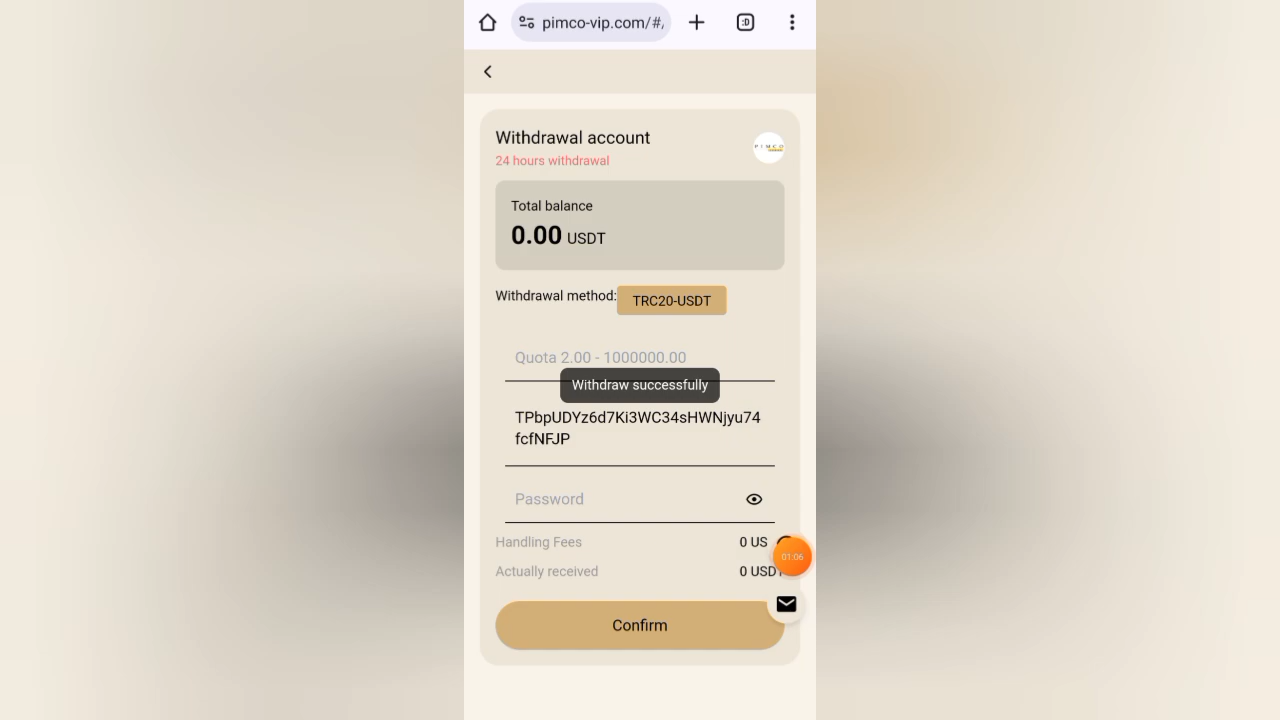 pimco-vip.com/#/
:D
Withdrawal account
24 hours withdrawal
PIMCO
Total balance
0.00 USDT
Withdrawal method: TRC20-USDT
Quota 2.00 - 1000000.00
Withdraw successfully
TPbpUDYz6d7Ki3WC34sHWNjyu74
fcfNFJP
Password
Handling Fees 0 US
01:06
Actually received 0 USDT
Confirm